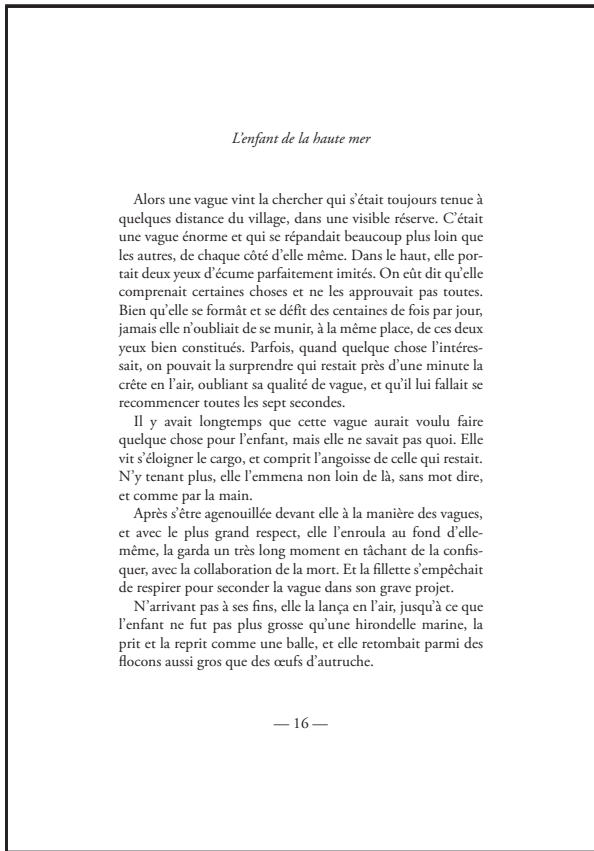 L’enfant de la haute mer
Alors une vague vint la chercher qui s’était toujours tenue à
quelques distance du village, dans une visible réserve. C’était
une vague énorme et qui se répandait beaucoup plus loin que
les autres, de chaque côté d’elle même. Dans le haut, elle por-
tait deux yeux d’écume parfaitement imités. On eût dit qu’elle
comprenait certaines choses et ne les approuvait pas toutes.
Bien qu’elle se formât et se défît des centaines de fois par jour,
jamais elle n’oubliait de se munir, à la même place, de ces deux
yeux bien constitués. Parfois, quand quelque chose l’intéres-
sait, on pouvait la surprendre qui restait près d’une minute la
crête en l’air, oubliant sa qualité de vague, et qu’il lui fallait se
recommencer toutes les sept secondes.
Il y avait longtemps que cette vague aurait voulu faire
quelque chose pour l’enfant, mais elle ne savait pas quoi. Elle
vit s’éloigner le cargo, et comprit l’angoisse de celle qui restait.
N’y tenant plus, elle l’emmena non loin de là, sans mot dire,
et comme par la main.
Après s’être agenouillée devant elle à la manière des vagues,
et avec le plus grand respect, elle l’enroula au fond d’elle-
même, la garda un très long moment en tâchant de la confis-
quer, avec la collaboration de la mort. Et la fillette s’empêchait
de respirer pour seconder la vague dans son grave projet.
N’arrivant pas à ses fins, elle la lança en l’air, jusqu’à ce que
l’enfant ne fut pas plus grosse qu’une hirondelle marine, la
prit et la reprit comme une balle, et elle retombait parmi des
flocons aussi gros que des œufs d’autruche.
— 16 —